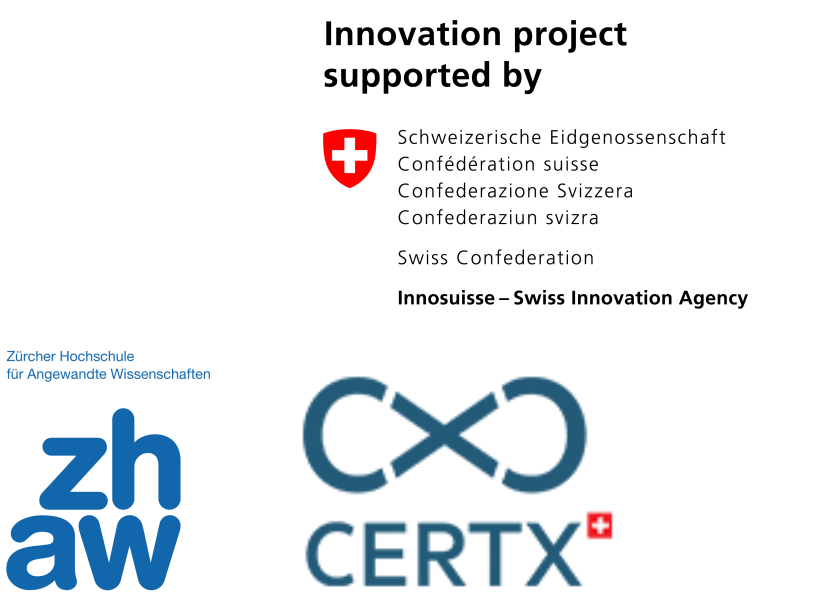 Innovation project
supported by
Schweizerische Eidgenossenschaft
Confédération suisse
Confederazione Svizzera
Confederaziun svizra
Swiss Confederation
Innosuisse – Swiss Innovation Agency
Zürcher Hochschule
für Angewandte Wissenschaften
zh
aw
CERTX